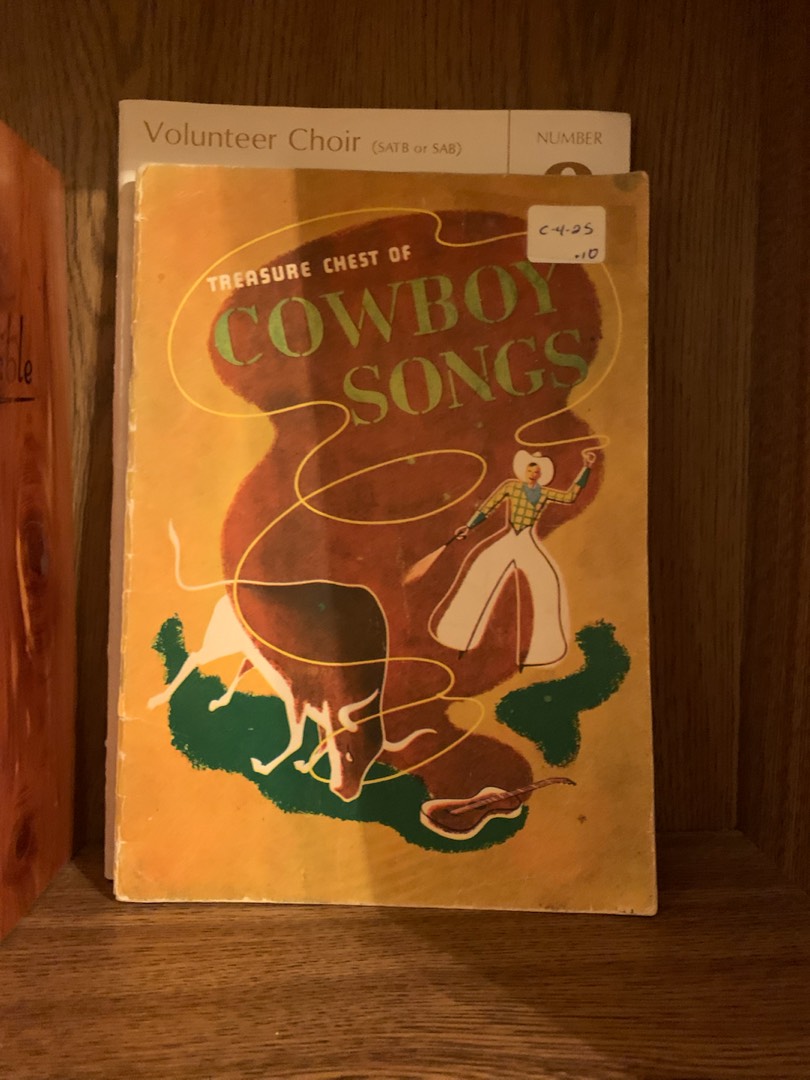 Volunteer Choir (SATB or SAB)
NUMBER
C-4-25
.10
TREASURE CHEST OF
COWBOY
SONGS